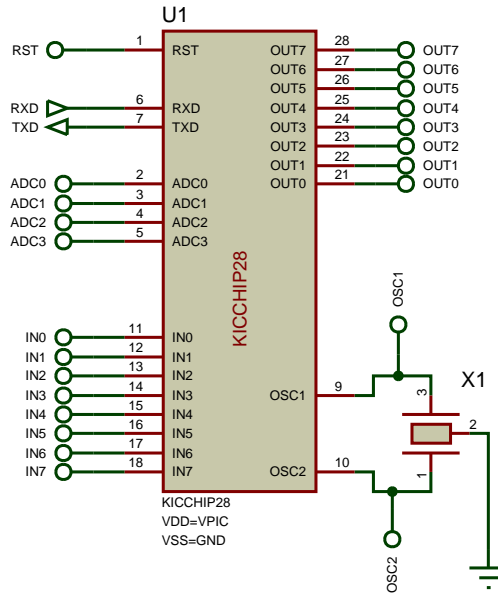 U1
RST 1 RST OUT7 28 OUT7
OUT6 27 OUT6
OUT5 26 OUT5
RXD 6 RXD OUT4 25 OUT4
TXD 7 TXD OUT3 24 OUT3
OUT2 23 OUT2
OUT1 22 OUT1
ADC0 2 ADC0 OUT0 21 OUT0
ADC1 3 ADC1
ADC2 4 ADC2
ADC3 5 ADC3
KICCHIP28
OSC1
IN0 11 IN0
IN1 12 IN1
IN2 13 IN2
X1
IN3 14 IN3 OSC1 9 3
IN4 15 IN4
IN5 16 IN5 2
IN6 17 IN6
IN7 18 IN7 OSC2 10 1
KICCHIP28
VDD=VPIC
VSS=GND
OSC2